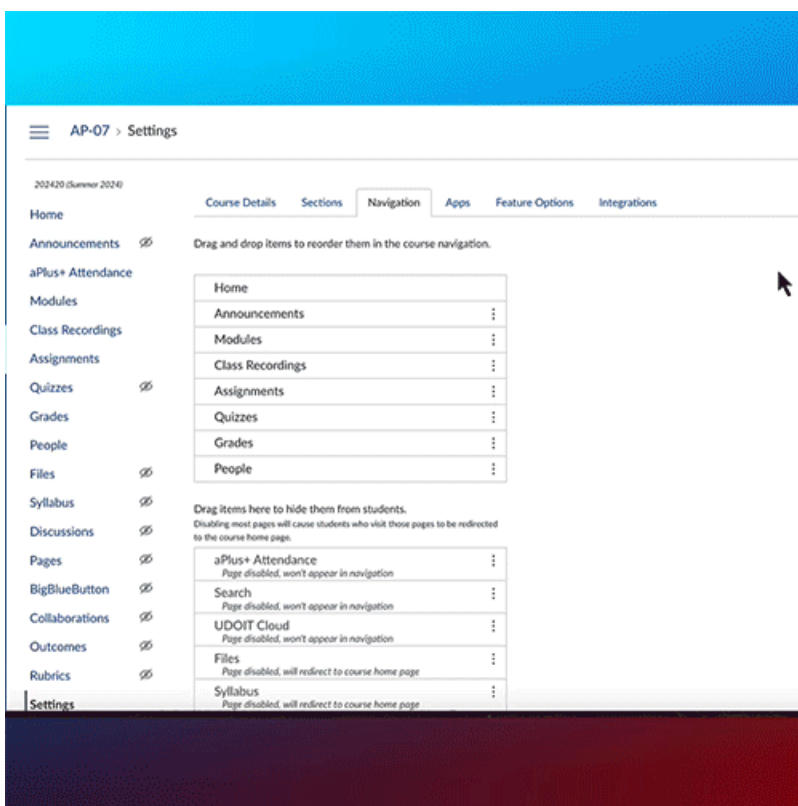 AP-07 > Settings
202420 (Summer 2024)
Home
Announcements
aPlus+ Attendance
Modules
Class Recordings
Assignments
Quizzes
Grades
People
Files
Syllabus
Discussions
Pages
BigBlueButton
Collaborations
Outcomes
Rubrics
Settings
Course Details Sections Navigation Apps Feature Options Integrations
Drag and drop items to reorder them in the course navigation.
Home
Announcements
Modules
Class Recordings
Assignments
Quizzes
Grades
People
Drag items here to hide them from students.
Disabling most pages will cause students who visit those pages to be redirected
to the course home page.
aPlus+ Attendance
Page disabled, won't appear in navigation
Search
Page disabled, won't appear in navigation
UDOIT Cloud
Page disabled, won't appear in navigation
Files
Page disabled, will redirect to course home page
Syllabus
Page disabled, will redirect to course home page